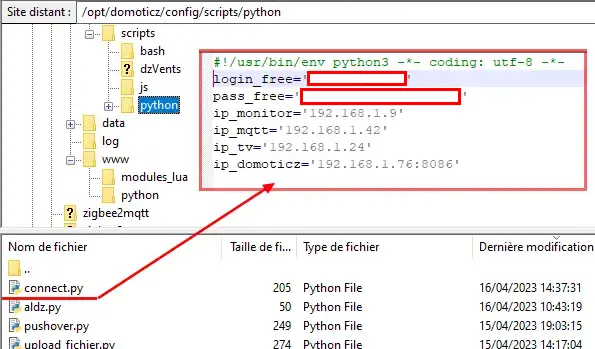 Site distant : /opt/domoticz/config/scripts/python
scripts
bash
dzVents
js
python
data
log
www
modules_lua
python
zigbee2mqtt
#!/usr/bin/env python3 -*- coding: utf-8 -*-
login_free=' '
pass_free=' '
ip_monitor='192.168.1.9'
ip_mqtt='192.168.1.42'
ip_tv='192.168.1.24'
ip_domoticz='192.168.1.76:8086'
Nom de fichier Taille de fi... Type de fichier Dernière modification
..
connect.py 205 Python File 16/04/2023 14:37:31
aldz.py 50 Python File 16/04/2023 10:43:19
pushover.py 249 Python File 15/04/2023 19:03:15
upload_fichier.py 274 Python File 15/04/2023 14:17:04